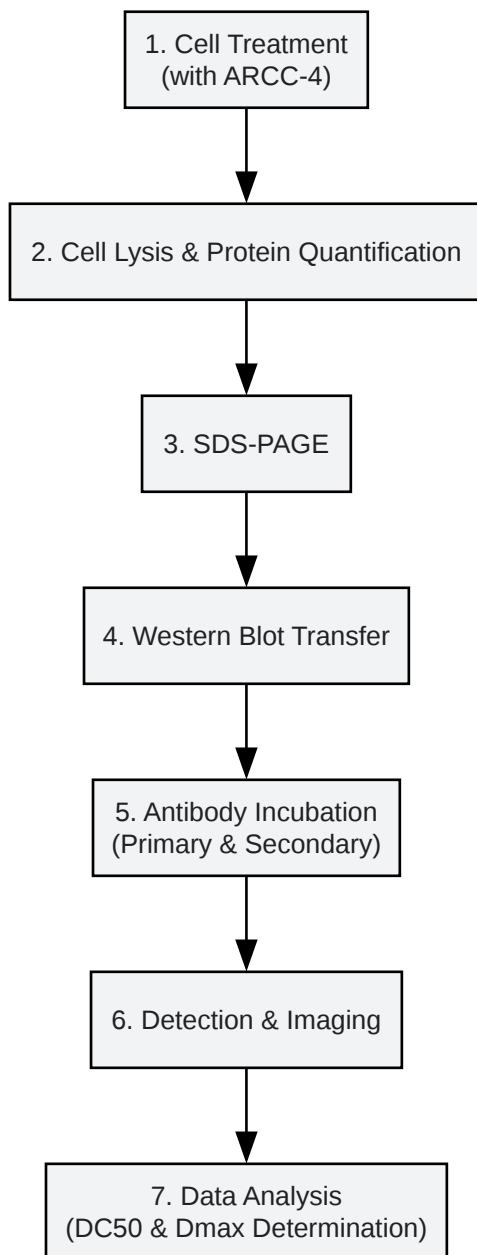 1. Cell Treatment
(with ARCC-4)
2. Cell Lysis & Protein Quantification
3. SDS-PAGE
4. Western Blot Transfer
5. Antibody Incubation
(Primary & Secondary)
6. Detection & Imaging
7. Data Analysis
(DC50 & Dmax Determination)